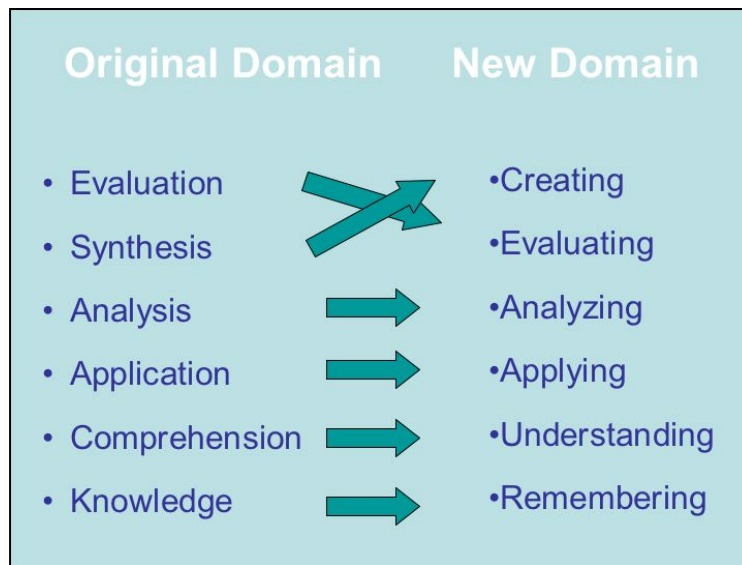 Original Domain New Domain
• Evaluation •Creating
• Synthesis •Evaluating
• Analysis •Analyzing
• Application •Applying
• Comprehension •Understanding
• Knowledge •Remembering